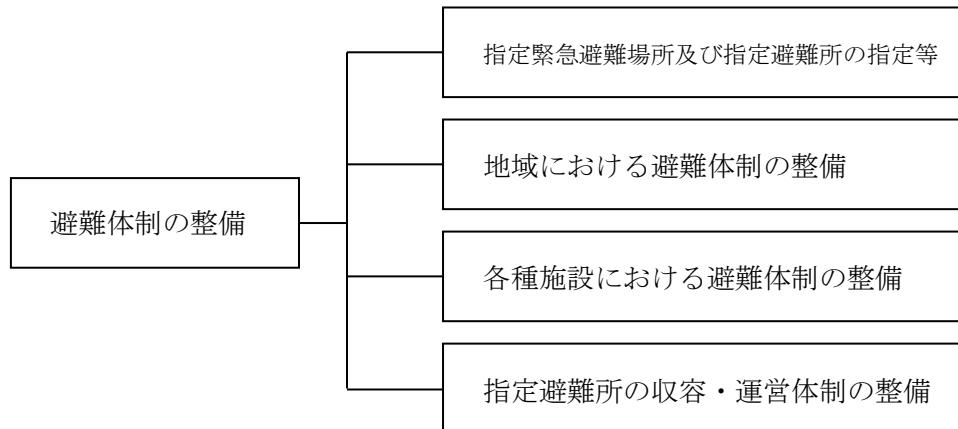 指定緊急避難場所及び指定避難所の指定等
地域における避難体制の整備
避難体制の整備
各種施設における避難体制の整備
指定避難所の収容・運営体制の整備